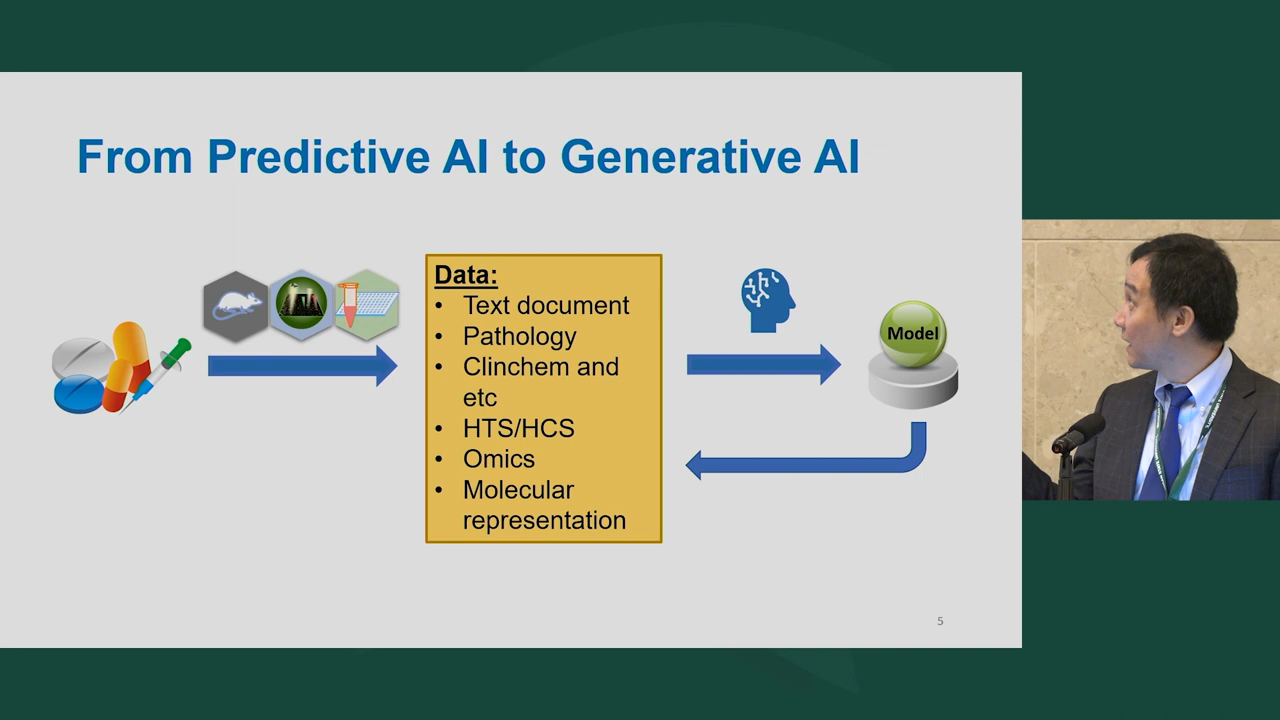 From Predictive AI to Generative AI
Data:
• Text document
• Pathology
• Clinchem and
etc
• HTS/HCS
• Omics
• Molecular
representation
Model
5